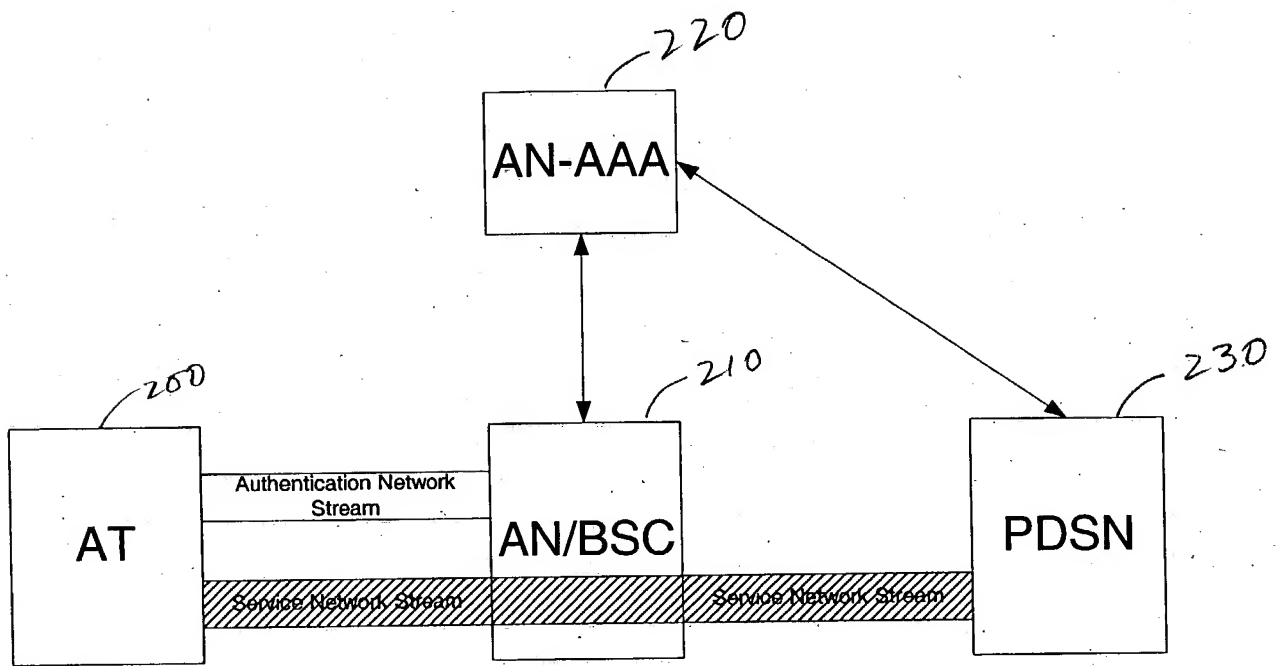 220
AN-AAA
200
210
230
Authentication Network
Stream
AT
AN/BSC
PDSN
Service Network Stream
Service Network Stream